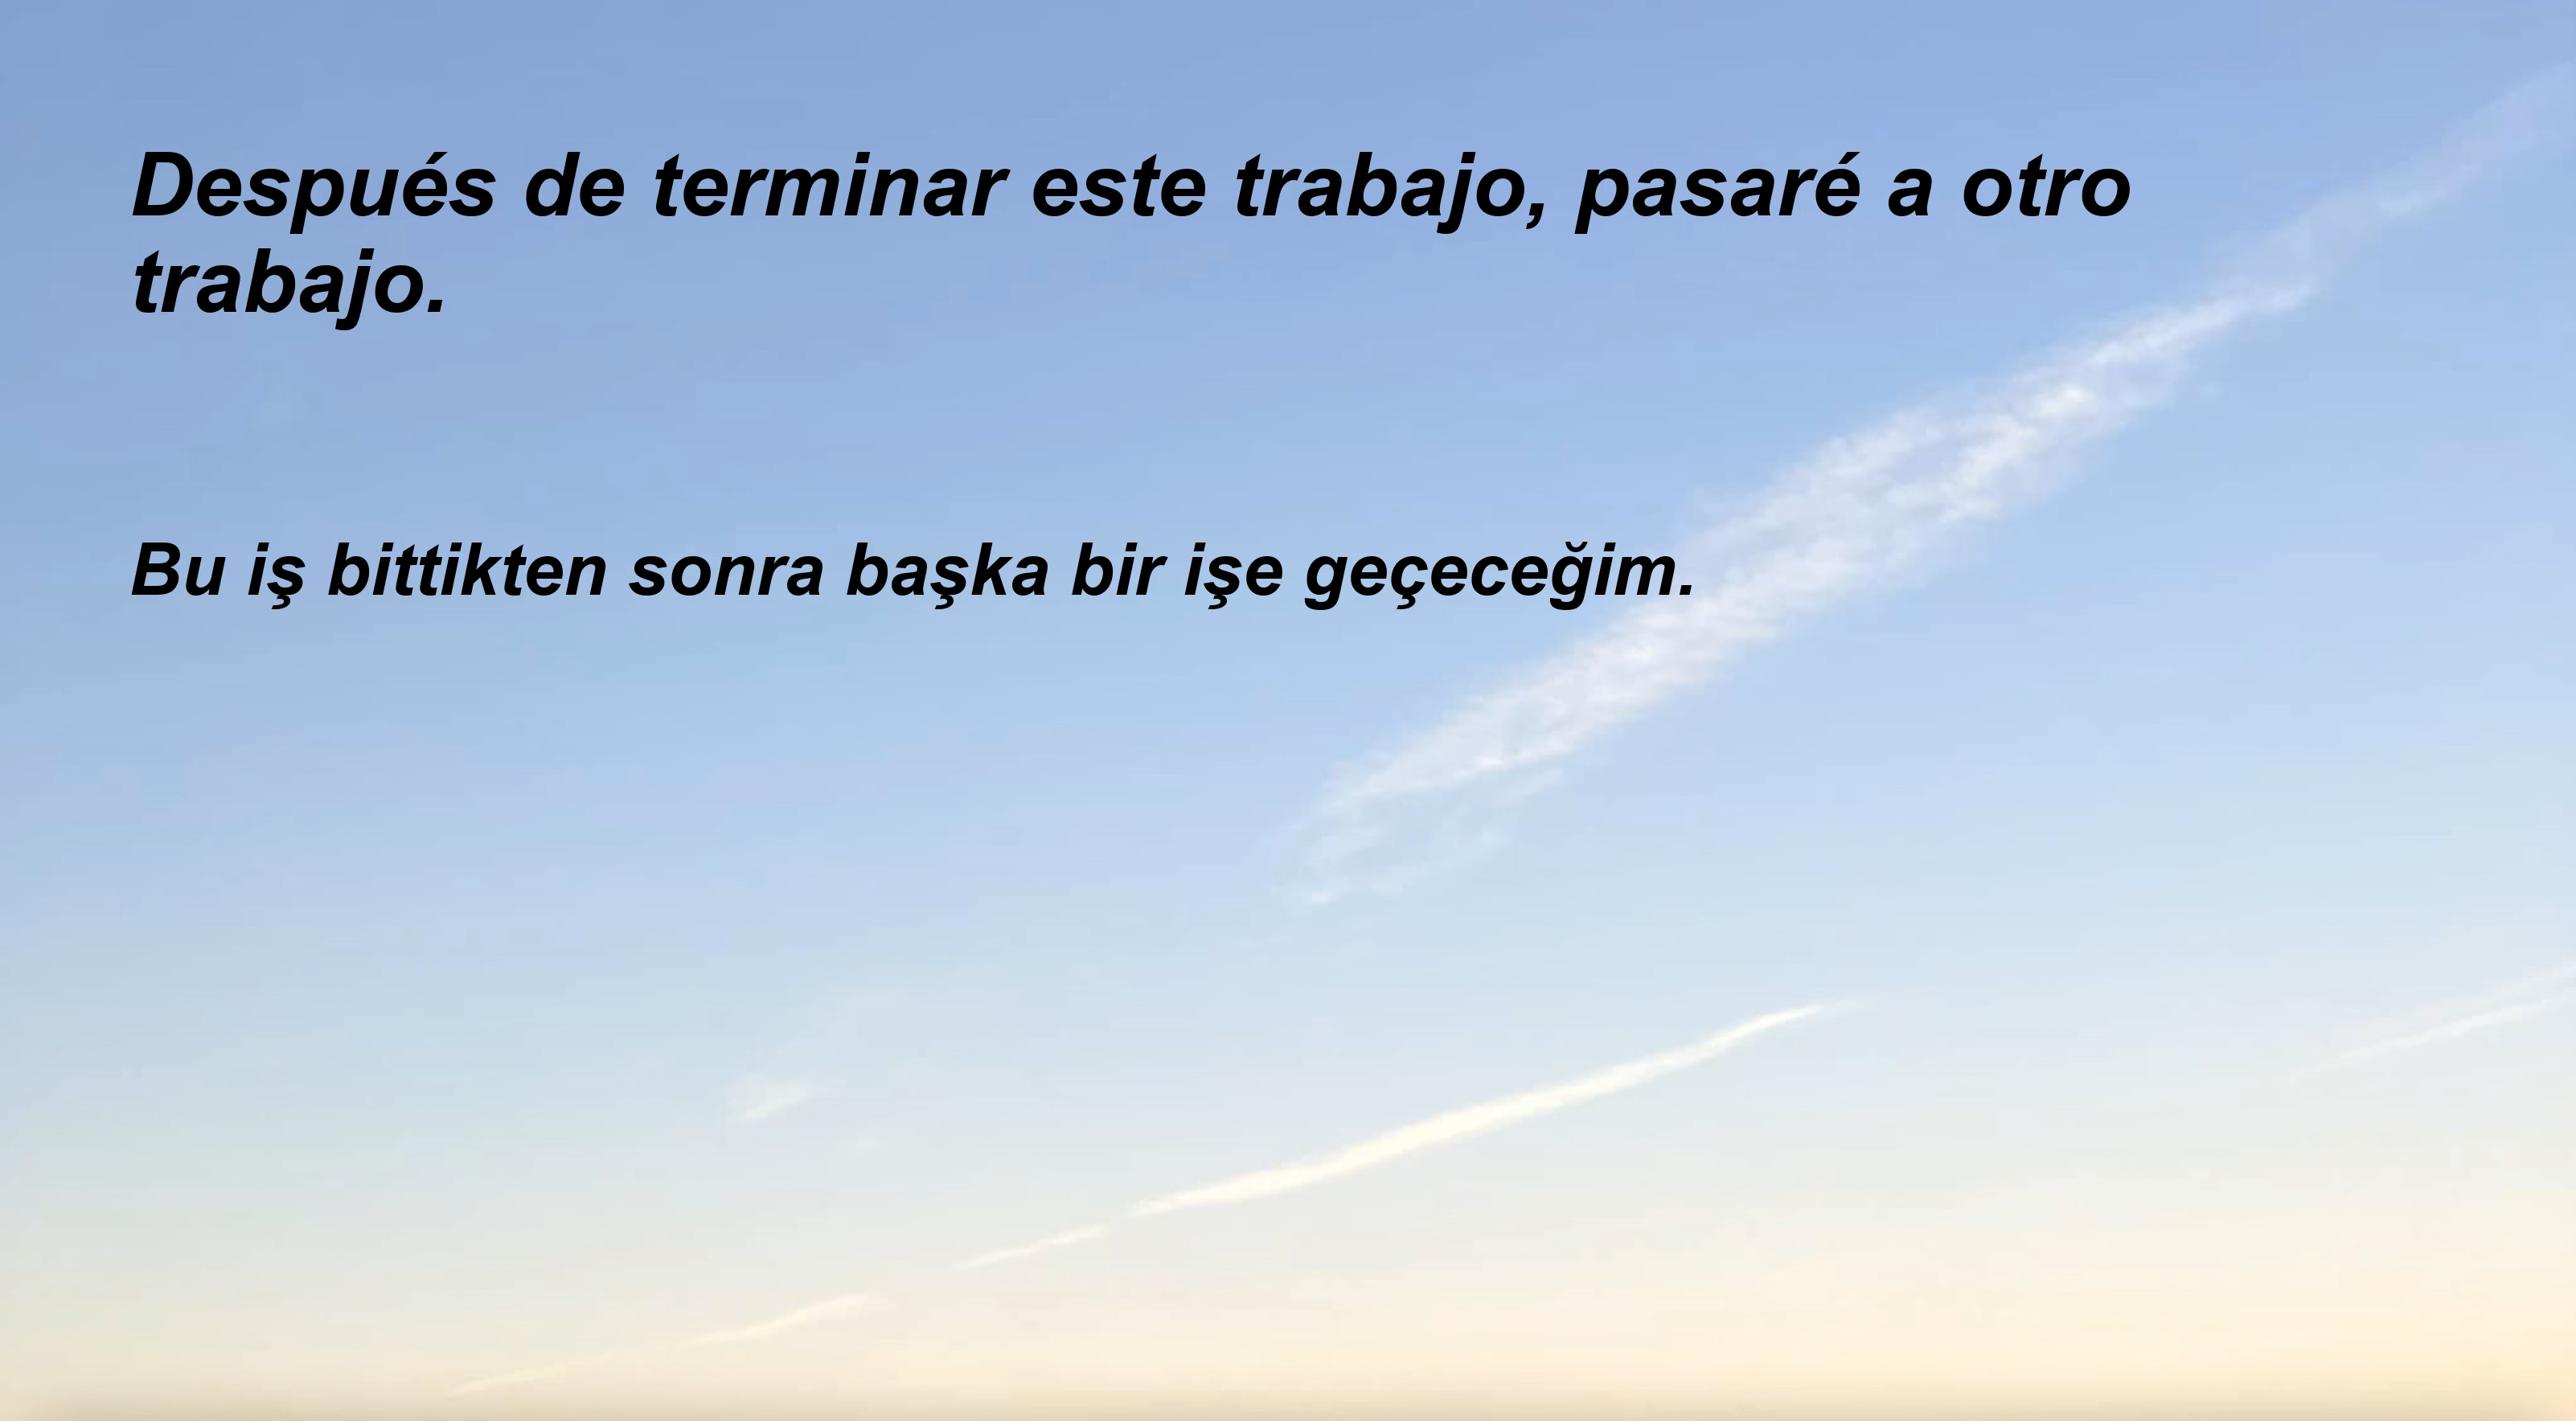 Después de terminar este trabajo, pasaré a otro
trabajo.
Bu iş bittikten sonra başka bir işe geçeceğim.